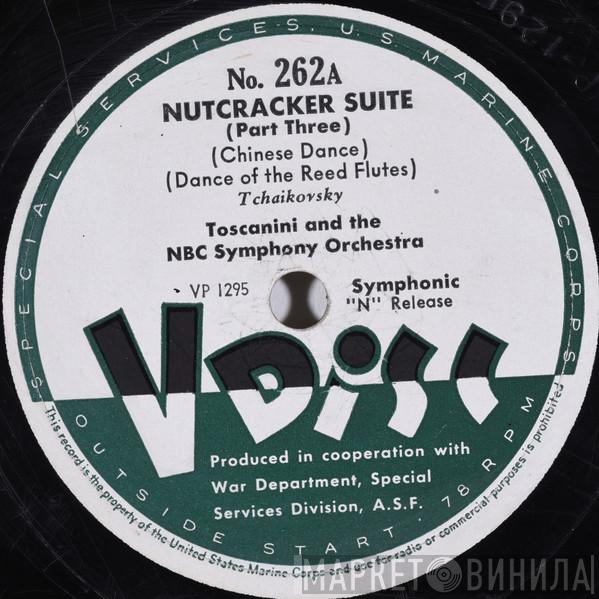 SPECIAL SERVICES, U.S. MARINE CORPS
No. 262A
NUTCRACKER SUITE
(Part Three)
(Chinese Dance)
(Dance of the Reed Flutes)
Tchaikovsky
Toscanini and the
NBC Symphony Orchestra
VP 1295
Symphonic
"N" Release
V DISC
Produced in cooperation with
War Department, Special
Services Division, A.S.F.
OUTSIDE START · 78 RPM
This record is the property of the United States Marine Corps and use for radio or commercial purposes is prohibited
МАРКЕТ ВИНИЛА